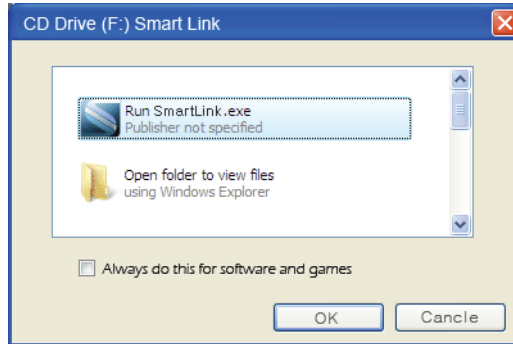 CD Drive (F:) Smart Link
Run SmartLink.exe
Publisher not specified
Open folder to view files
using Windows Explorer
Always do this for software and games
OK
Cancle